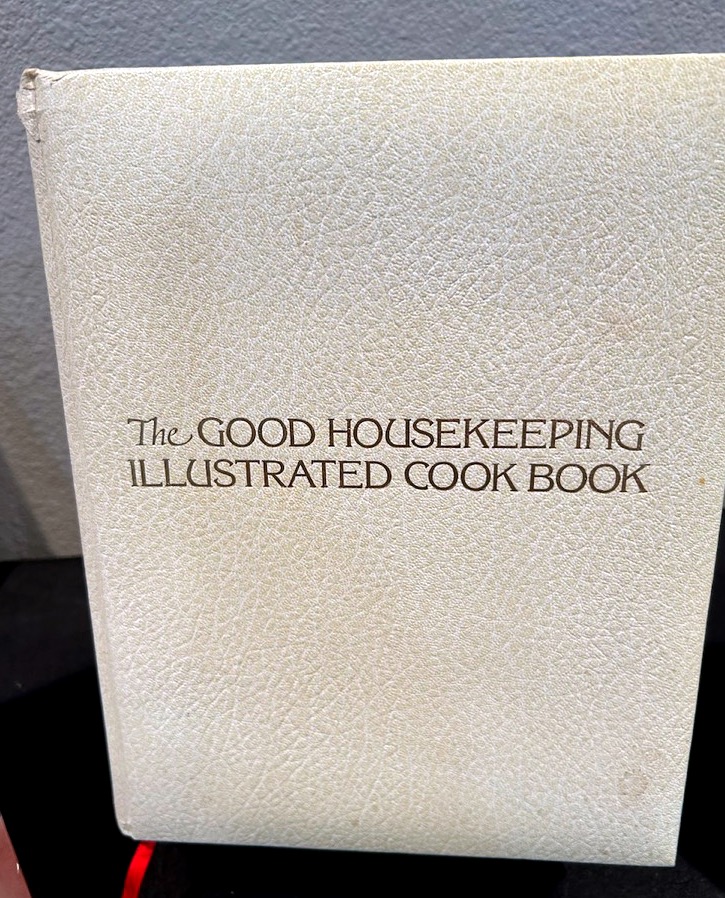 The GOOD HOUSEKEEPING
ILLUSTRATED COOK BOOK